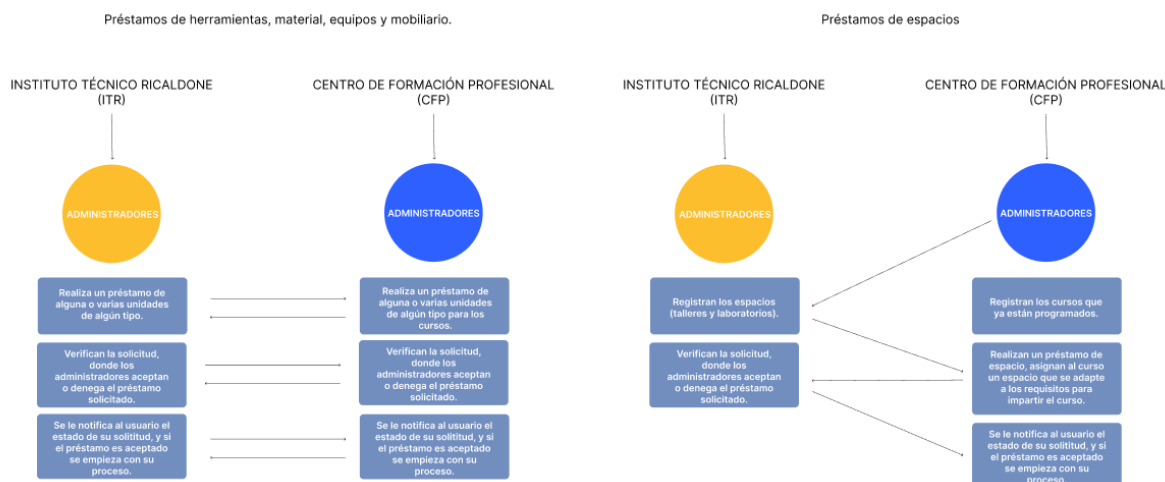 Préstamos de herramientas, material, equipos y mobiliario.
INSTITUTO TÉCNICO RICALDONE
(ITR)
CENTRO DE FORMACIÓN PROFESIONAL
(CFP)
ADMINISTRADORES
ADMINISTRADORES
Realiza un préstamo de
alguna o varias unidades
de algún tipo.
Realiza un préstamo de
alguna o varias unidades
de algún tipo para los
cursos.
Verifican la solicitud,
donde los
administradores aceptan
o denega el préstamo
solicitado.
Verifican la solicitud,
donde los
administradores aceptan
o denega el préstamo
solicitado.
Se le notifica al usuario el
estado de su solititud, y si
el préstamo es aceptado
se empieza con su
proceso.
Se le notifica al usuario el
estado de su solititud, y si
el préstamo es aceptado
se empieza con su
proceso.
Préstamos de espacios
INSTITUTO TÉCNICO RICALDONE
(ITR)
CENTRO DE FORMACIÓN PROFESIONAL
(CFP)
ADMINISTRADORES
ADMINISTRADORES
Registran los espacios
(talleres y laboratorios).
Registran los cursos que
ya están programados.
Verifican la solicitud,
donde los
administradores aceptan
o denega el préstamo
solicitado.
Realizan un préstamo de
espacio, asignan al curso
un espacio que se adapte
a los requisitos para
impartir el curso.
Se le notifica al usuario el
estado de su solititud, y si
el préstamo es aceptado
se empieza con su
proceso.